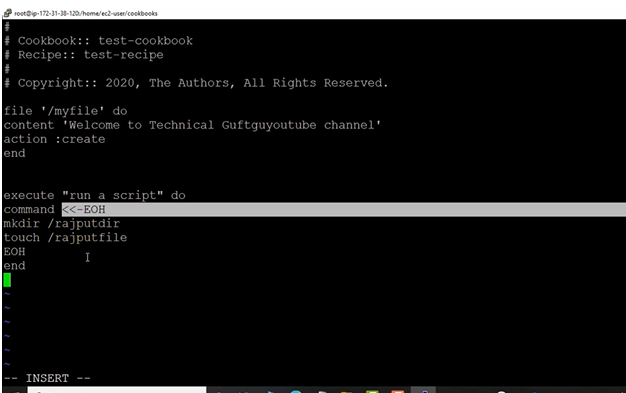 root@ip-172-31-38-120:/home/ec2-user/cookbooks
#
# Cookbook:: test-cookbook
# Recipe:: test-recipe
#
# Copyright:: 2020, The Authors, All Rights Reserved.
file '/myfile' do
content 'Welcome to Technical Guftguyoutube channel'
action :create
end
execute "run a script" do
command <<-EOH
mkdir /rajputdir
touch /rajputfile
EOH
end
~
~
~
~
~
~
-- INSERT --